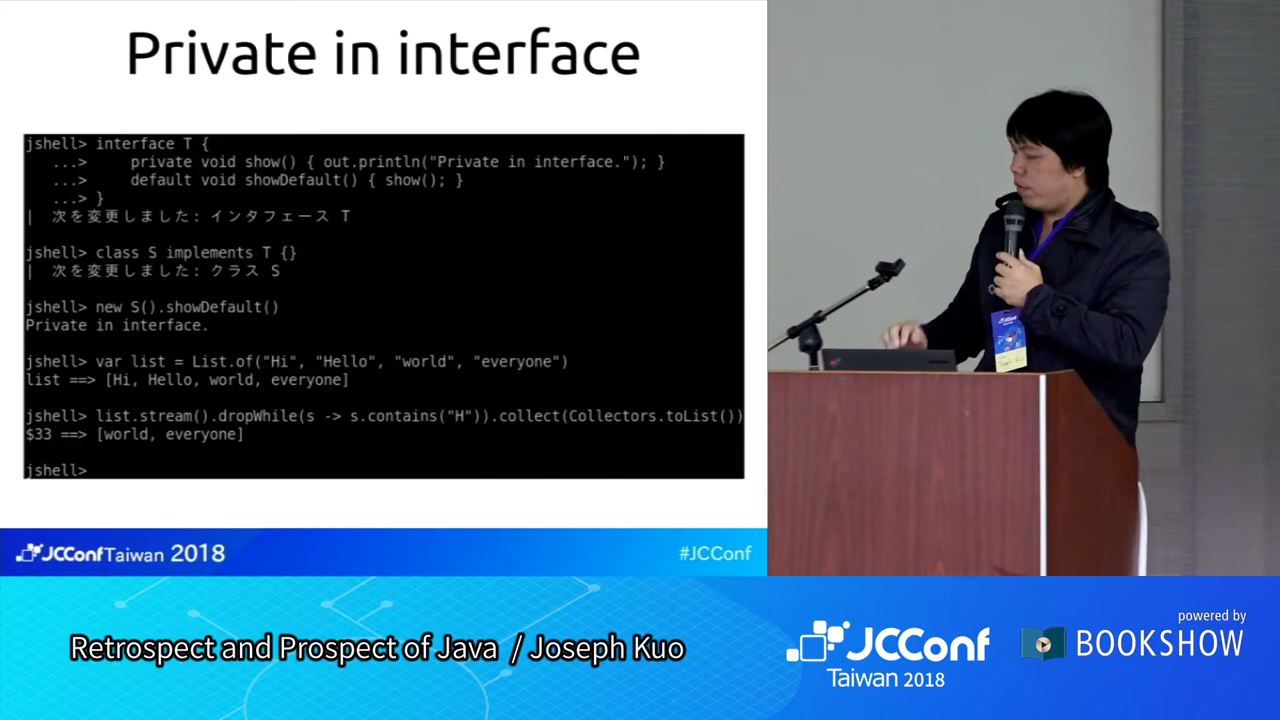 Private in interface
jshell> interface T {
...> private void show() { out.println("Private in interface."); }
...> default void showDefault() { show(); }
...> }
| 次を変更しました: インタフェース T
jshell> class S implements T {}
| 次を変更しました: クラス S
jshell> new S().showDefault()
Private in interface.
jshell> var list = List.of("Hi", "Hello", "world", "everyone")
list ==> [Hi, Hello, world, everyone]
jshell> list.stream().dropWhile(s -> s.contains("H")).collect(Collectors.toList())
$33 ==> [world, everyone]
jshell>
JCConf Taiwan 2018
#JCConf
Retrospect and Prospect of Java / Joseph Kuo
JCConf
Taiwan 2018
powered by
BOOKSHOW